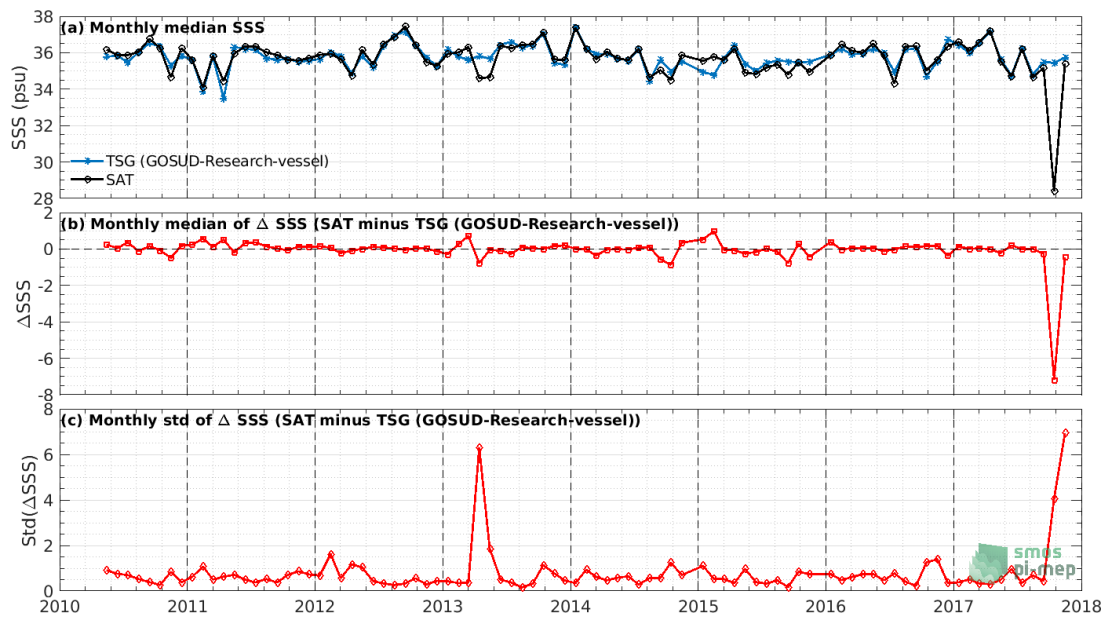 (a) Monthly median SSS
38
36
34
32
30
28
SSS (psu)
TSG (GOSUD-Research-vessel)
SAT
(b) Monthly median of Δ SSS (SAT minus TSG (GOSUD-Research-vessel))
2
0
-2
-4
-6
-8
ΔSSS
(c) Monthly std of Δ SSS (SAT minus TSG (GOSUD-Research-vessel))
8
6
4
2
0
Std(ΔSSS)
smos
pi-mep
2010 2011 2012 2013 2014 2015 2016 2017 2018